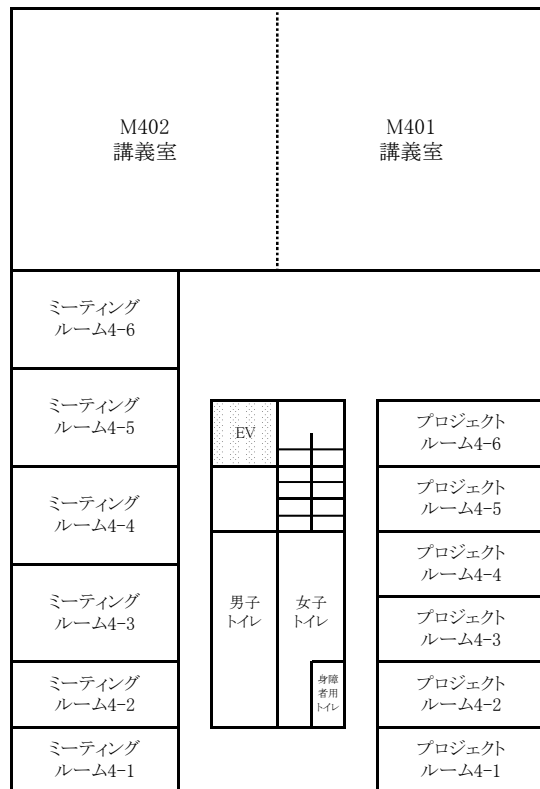 M402
講義室
M401
講義室
ミーティング
ルーム4-6
ミーティング
ルーム4-5
ミーティング
ルーム4-4
ミーティング
ルーム4-3
ミーティング
ルーム4-2
ミーティング
ルーム4-1
EV
男子
トイレ
女子
トイレ
身障
者用
トイレ
プロジェクト
ルーム4-6
プロジェクト
ルーム4-5
プロジェクト
ルーム4-4
プロジェクト
ルーム4-3
プロジェクト
ルーム4-2
プロジェクト
ルーム4-1